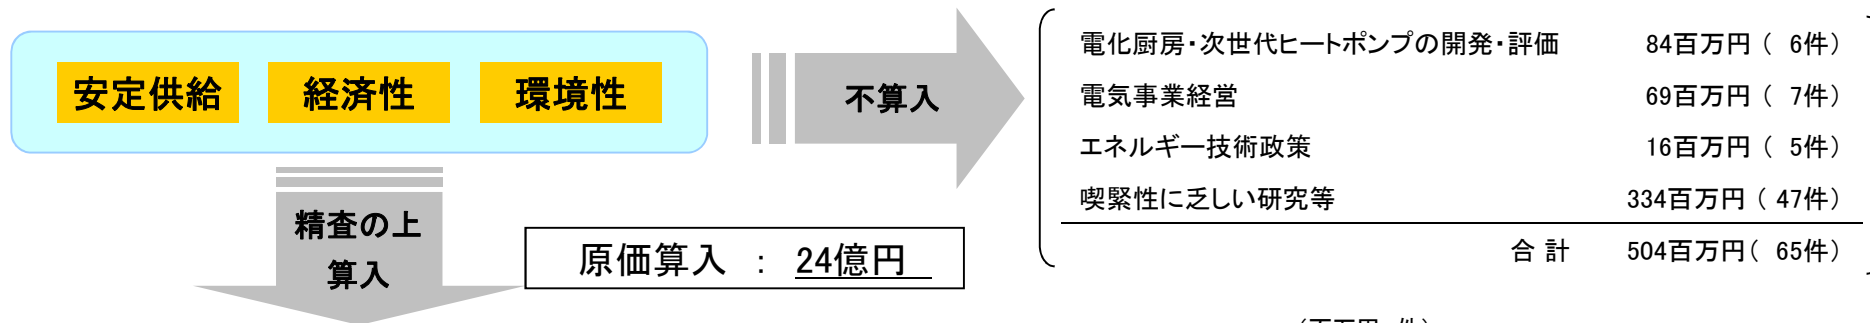 安定供給 経済性 環境性
不算入
電化厨房・次世代ヒートポンプの開発・評価 84百万円（ 6件）
電気事業経営 69百万円（ 7件）
エネルギー技術政策 16百万円（ 5件）
喫緊性に乏しい研究等 334百万円（ 47件）
合 計 504百万円（ 65件）
精査の上
算入
原価算入 ： 24億円